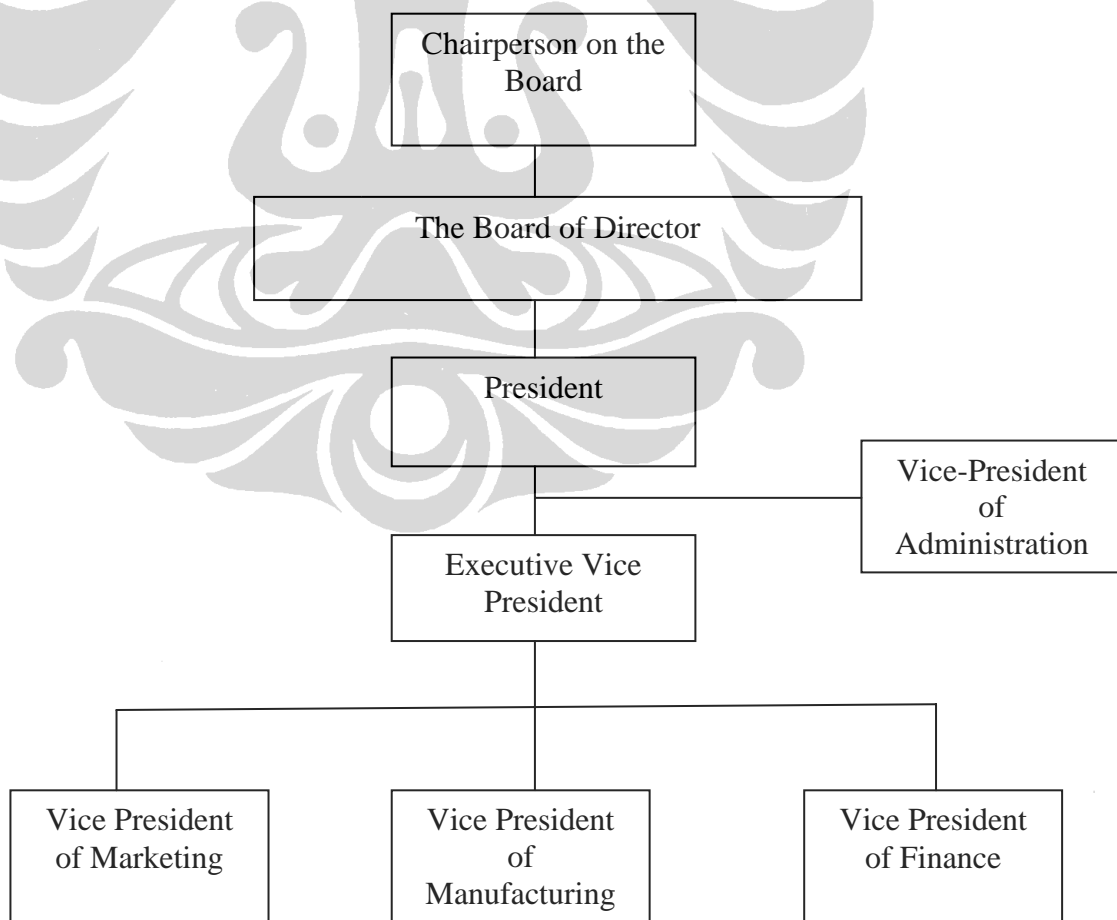 Chairperson on the
Board
The Board of Director
President
Vice-President
of
Administration
Executive Vice
President
Vice President
of Marketing
Vice President
of
Manufacturing
Vice President
of Finance